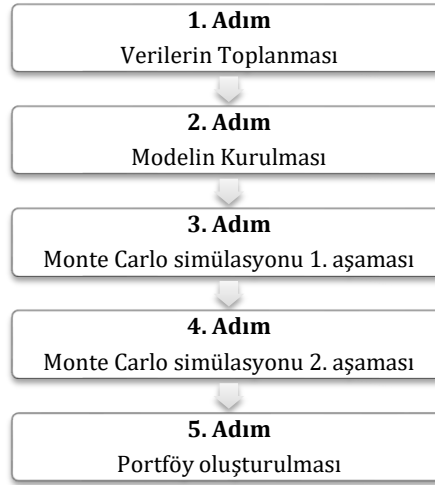 1. Adım
Verilerin Toplanması
2. Adım
Modelin Kurulması
3. Adım
Monte Carlo simülasyonu 1. aşaması
4. Adım
Monte Carlo simülasyonu 2. aşaması
5. Adım
Portföy oluşturulması